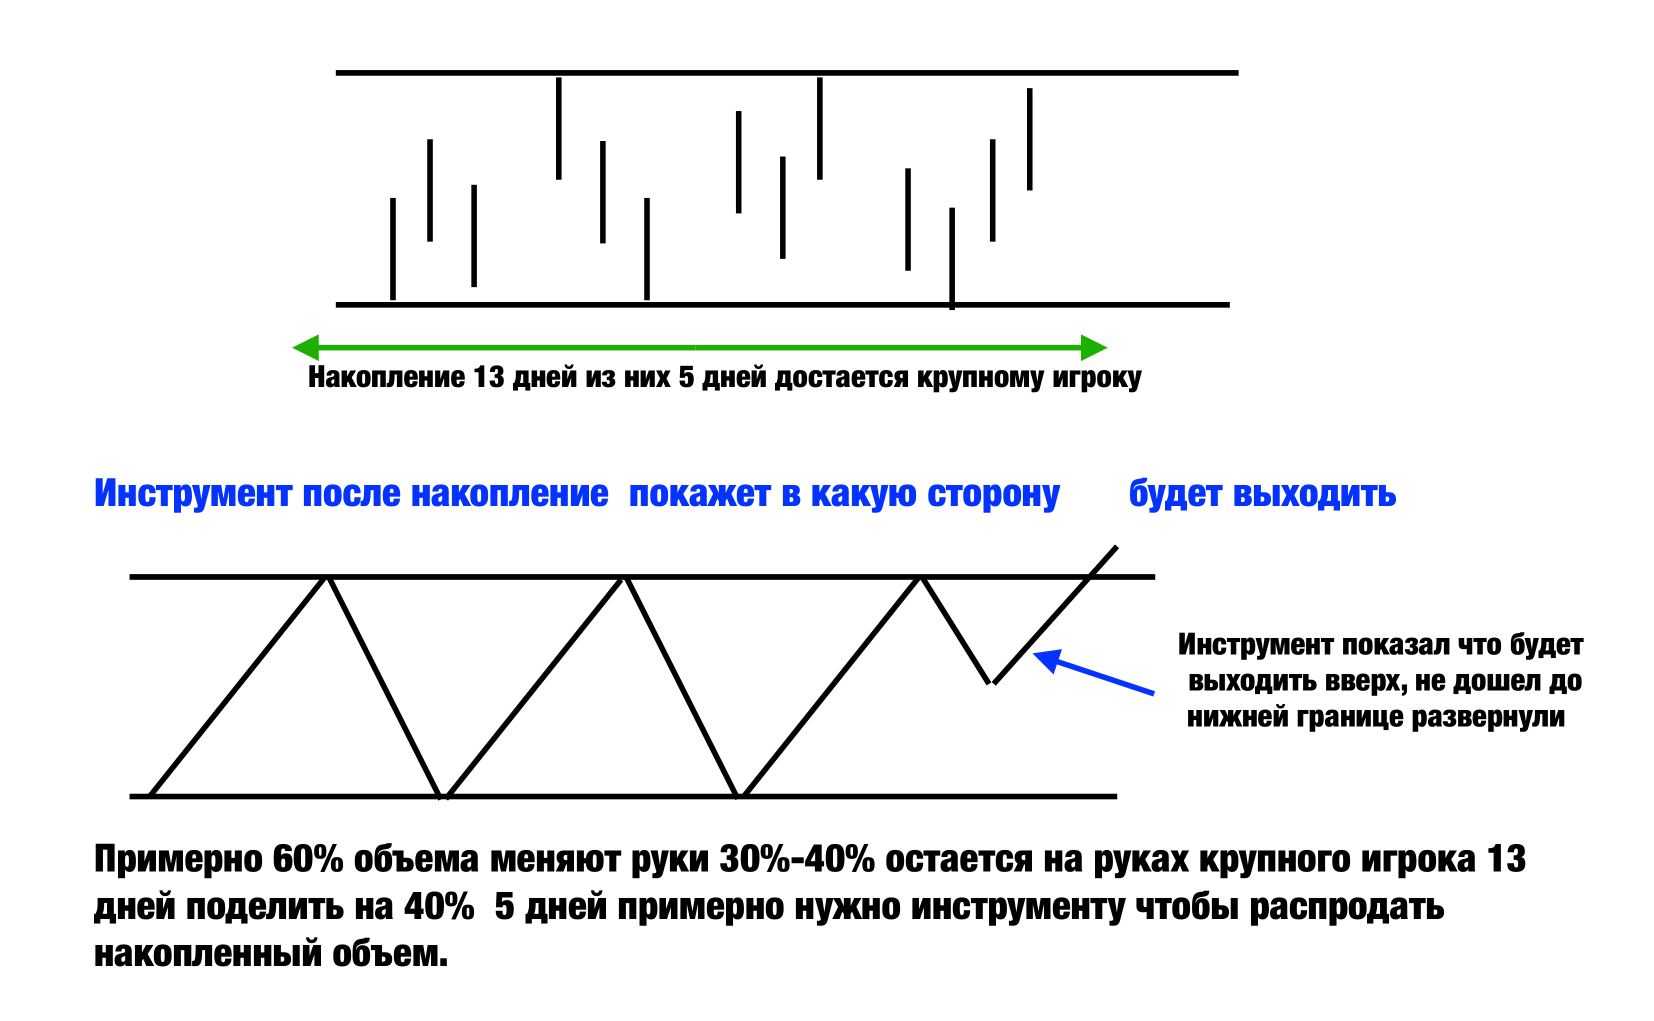 Накопление 13 дней из них 5 дней достается крупному игроку
Инструмент после накопление покажет в какую сторону будет выходить
Инструмент показал что будет
выходить вверх, не дошел до
нижней границе развернули
Примерно 60% объема меняют руки 30%-40% остается на руках крупного игрока 13
дней поделить на 40% 5 дней примерно нужно инструменту чтобы распродать
накопленный объем.